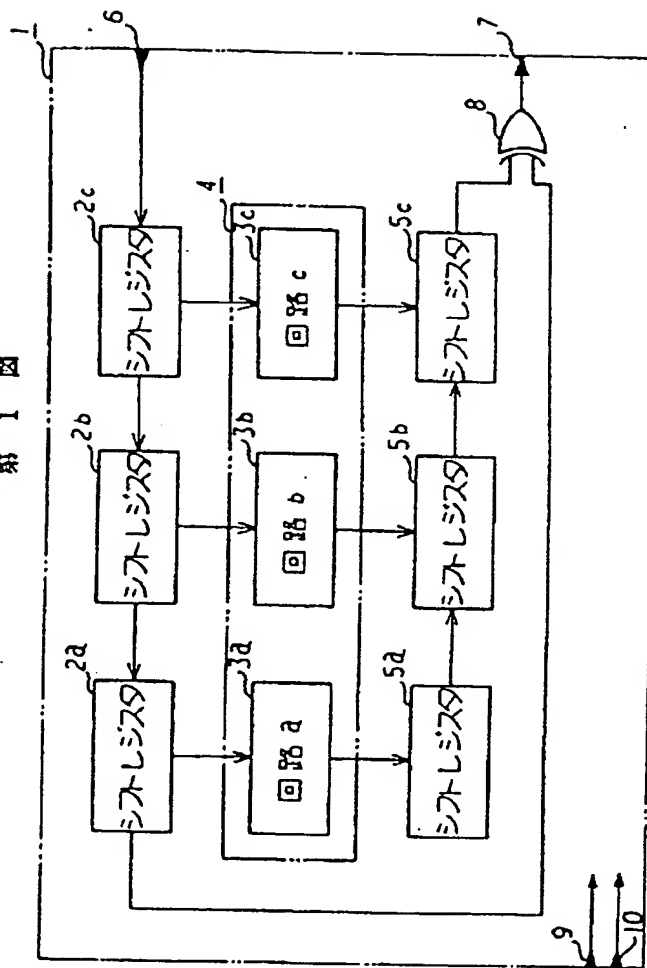 第 1 図
1
6
2a
シフトレジスタ
2b
シフトレジスタ
2c
シフトレジスタ
4
3a
回路 a
3b
回路 b
3c
回路 c
5a
シフトレジスタ
5b
シフトレジスタ
5c
シフトレジスタ
8
7
9
10